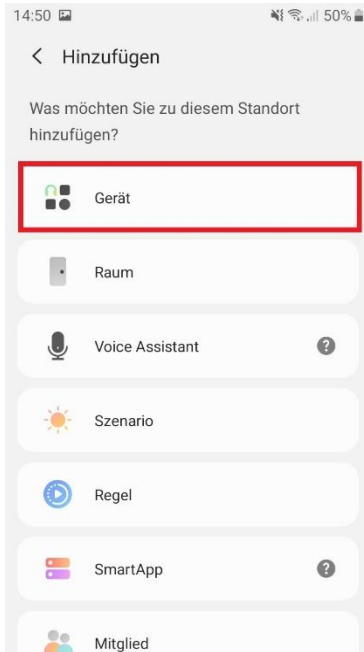 14:50 50%
Hinzufügen
Was möchten Sie zu diesem Standort
hinzufügen?
Gerät
Raum
Voice Assistant ?
Szenario
Regel
SmartApp ?
Mitglied